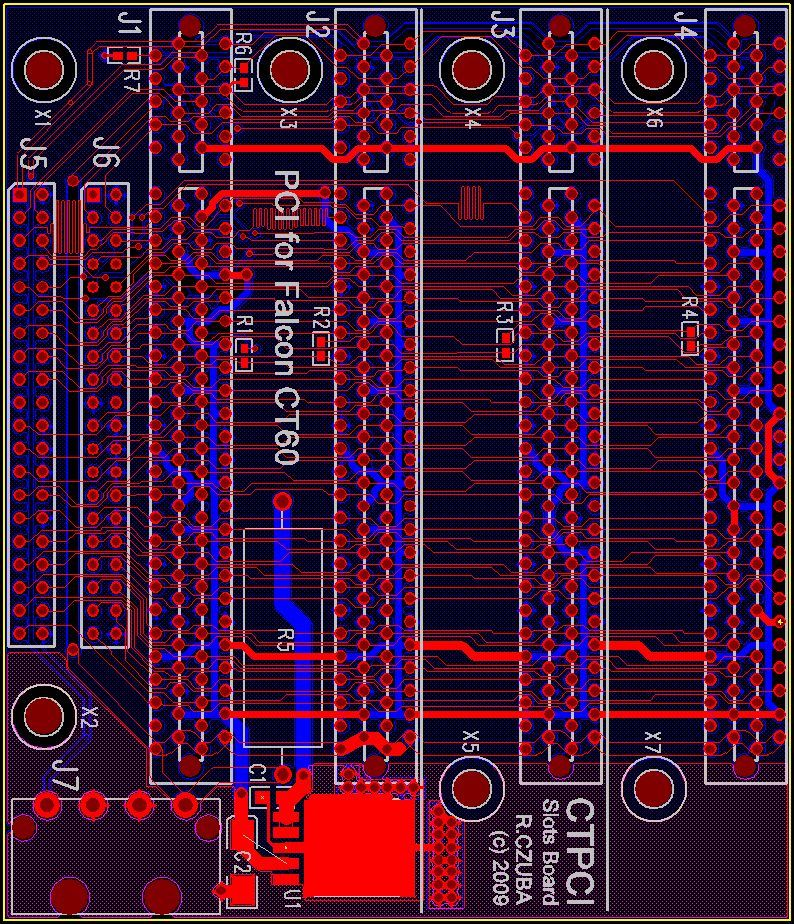 J1
J2
J3
J4
R6
R7
X1
X3
X4
X6
J5
J6
PCI for Falcon CT60
R1
R2
R3
R4
R5
X2
X5
X7
J7
C1
C2
U1
CTPCI
Slots Board
R.CZUBA
(c) 2009